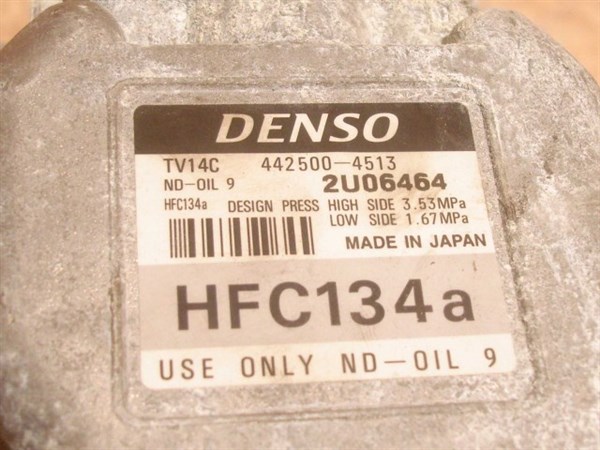 DENSO
TV14C 442500-4513
ND-OIL 9 2U06464
HFC134a DESIGN PRESS HIGH SIDE 3.53MPa
LOW SIDE 1.67MPa
MADE IN JAPAN
HFC134a
USE ONLY ND-OIL 9